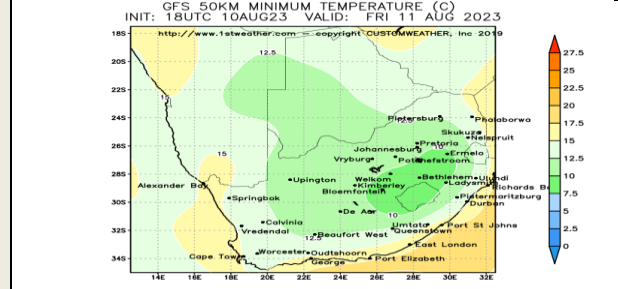 GFS 50KM MINIMUM TEMPERATURE (C)
INIT: 18UTC 10AUG23 VALID: FRI 11 AUG 2023
18S http://www.1stweather.com - copyright CUSTOMWEATHER, Inc 2019
12.5
27.5
20S
25
22.5
22S
20
15
17.5
24S
Pietersburg
12.5
Phalaborwa
15
Skukuza
Nelspruit
12.5
26S
Pretoria
Johannesburg
10
Ermelo
10
15
Vryburg
Potchefstroom
7.5
28S
Upington
Welkom
Bethlehem
Ulundi
5
Alexander Bay
Kimberley
Ladysmith
Richards B
2.5
Bloemfontein
Pietermaritzburg
0
30S
Springbok
Durban
De Aar
10
Calvinia
Umtata
Port St Johns
32S
Vredendal
Beaufort West
Queenstown
12.5
East London
Worcester
Oudtshoorn
34S
Cape Town
George
Port Elizabeth
14E 16E 18E 20E 22E 24E 26E 28E 30E 32E